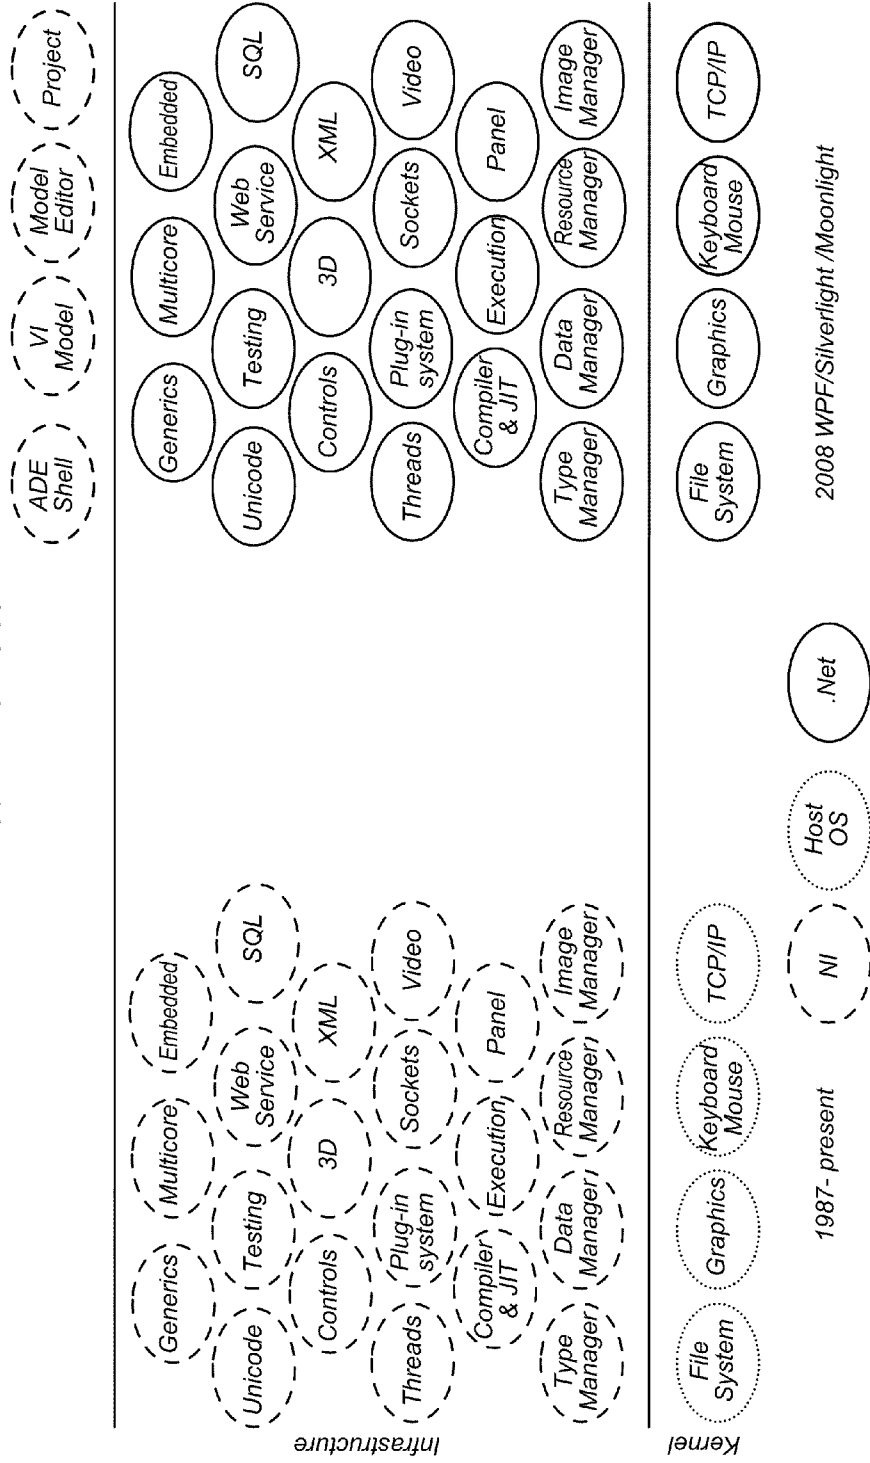 ADE
Shell
VI
Model
Model
Editor
Project
Infrastructure
Generics
Multicore
Embedded
Unicode
Testing
Web
Service
SQL
Controls
3D
XML
Threads
Plug-in
system
Sockets
Video
Compiler
& JIT
Execution
Panel
Type
Manager
Data
Manager
Resource
Manager
Image
Manager
Generics
Multicore
Embedded
Unicode
Testing
Web
Service
SQL
Controls
3D
XML
Threads
Plug-in
system
Sockets
Video
Compiler
& JIT
Execution
Panel
Type
Manager
Data
Manager
Resource
Manager
Image
Manager
Kernel
File
System
Graphics
Keyboard
Mouse
TCP/IP
File
System
Graphics
Keyboard
Mouse
TCP/IP
1987- present
NI
Host
OS
.Net
2008 WPF/Silverlight /Moonlight